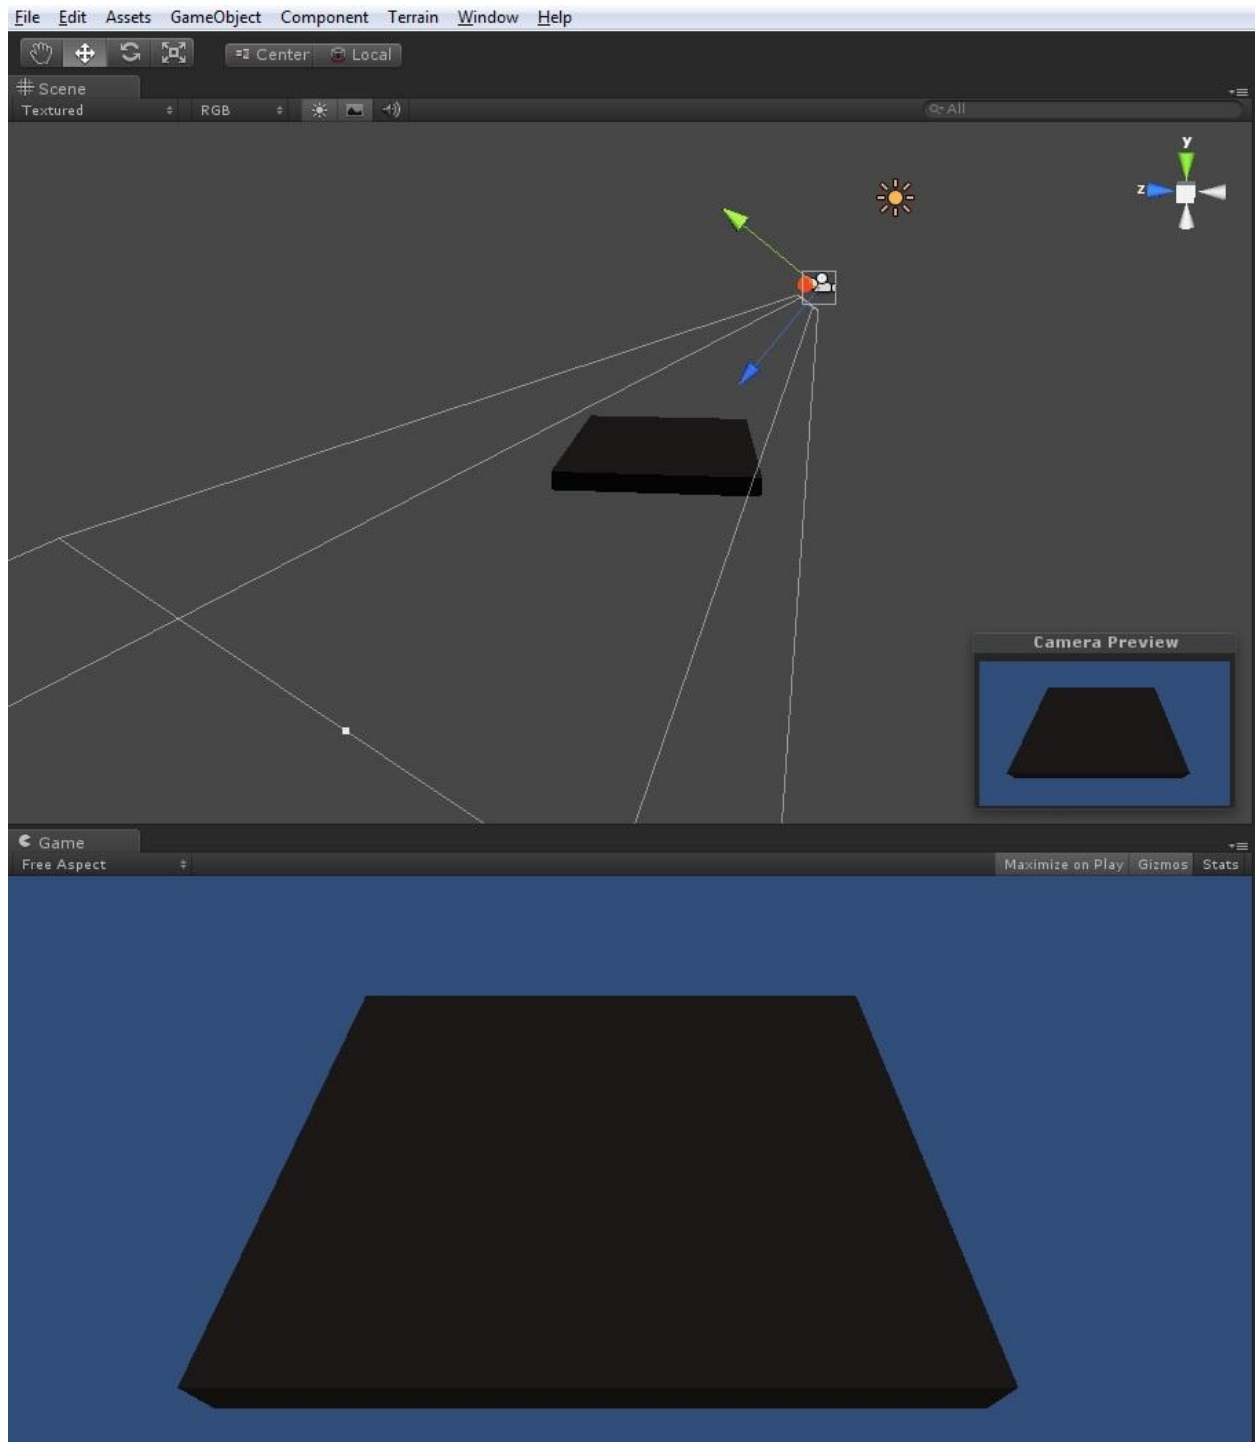 File Edit Assets GameObject Component Terrain Window Help
Center Local
Scene
Textured RGB All
y
z
Camera Preview
Game
Free Aspect Maximize on Play Gizmos Stats